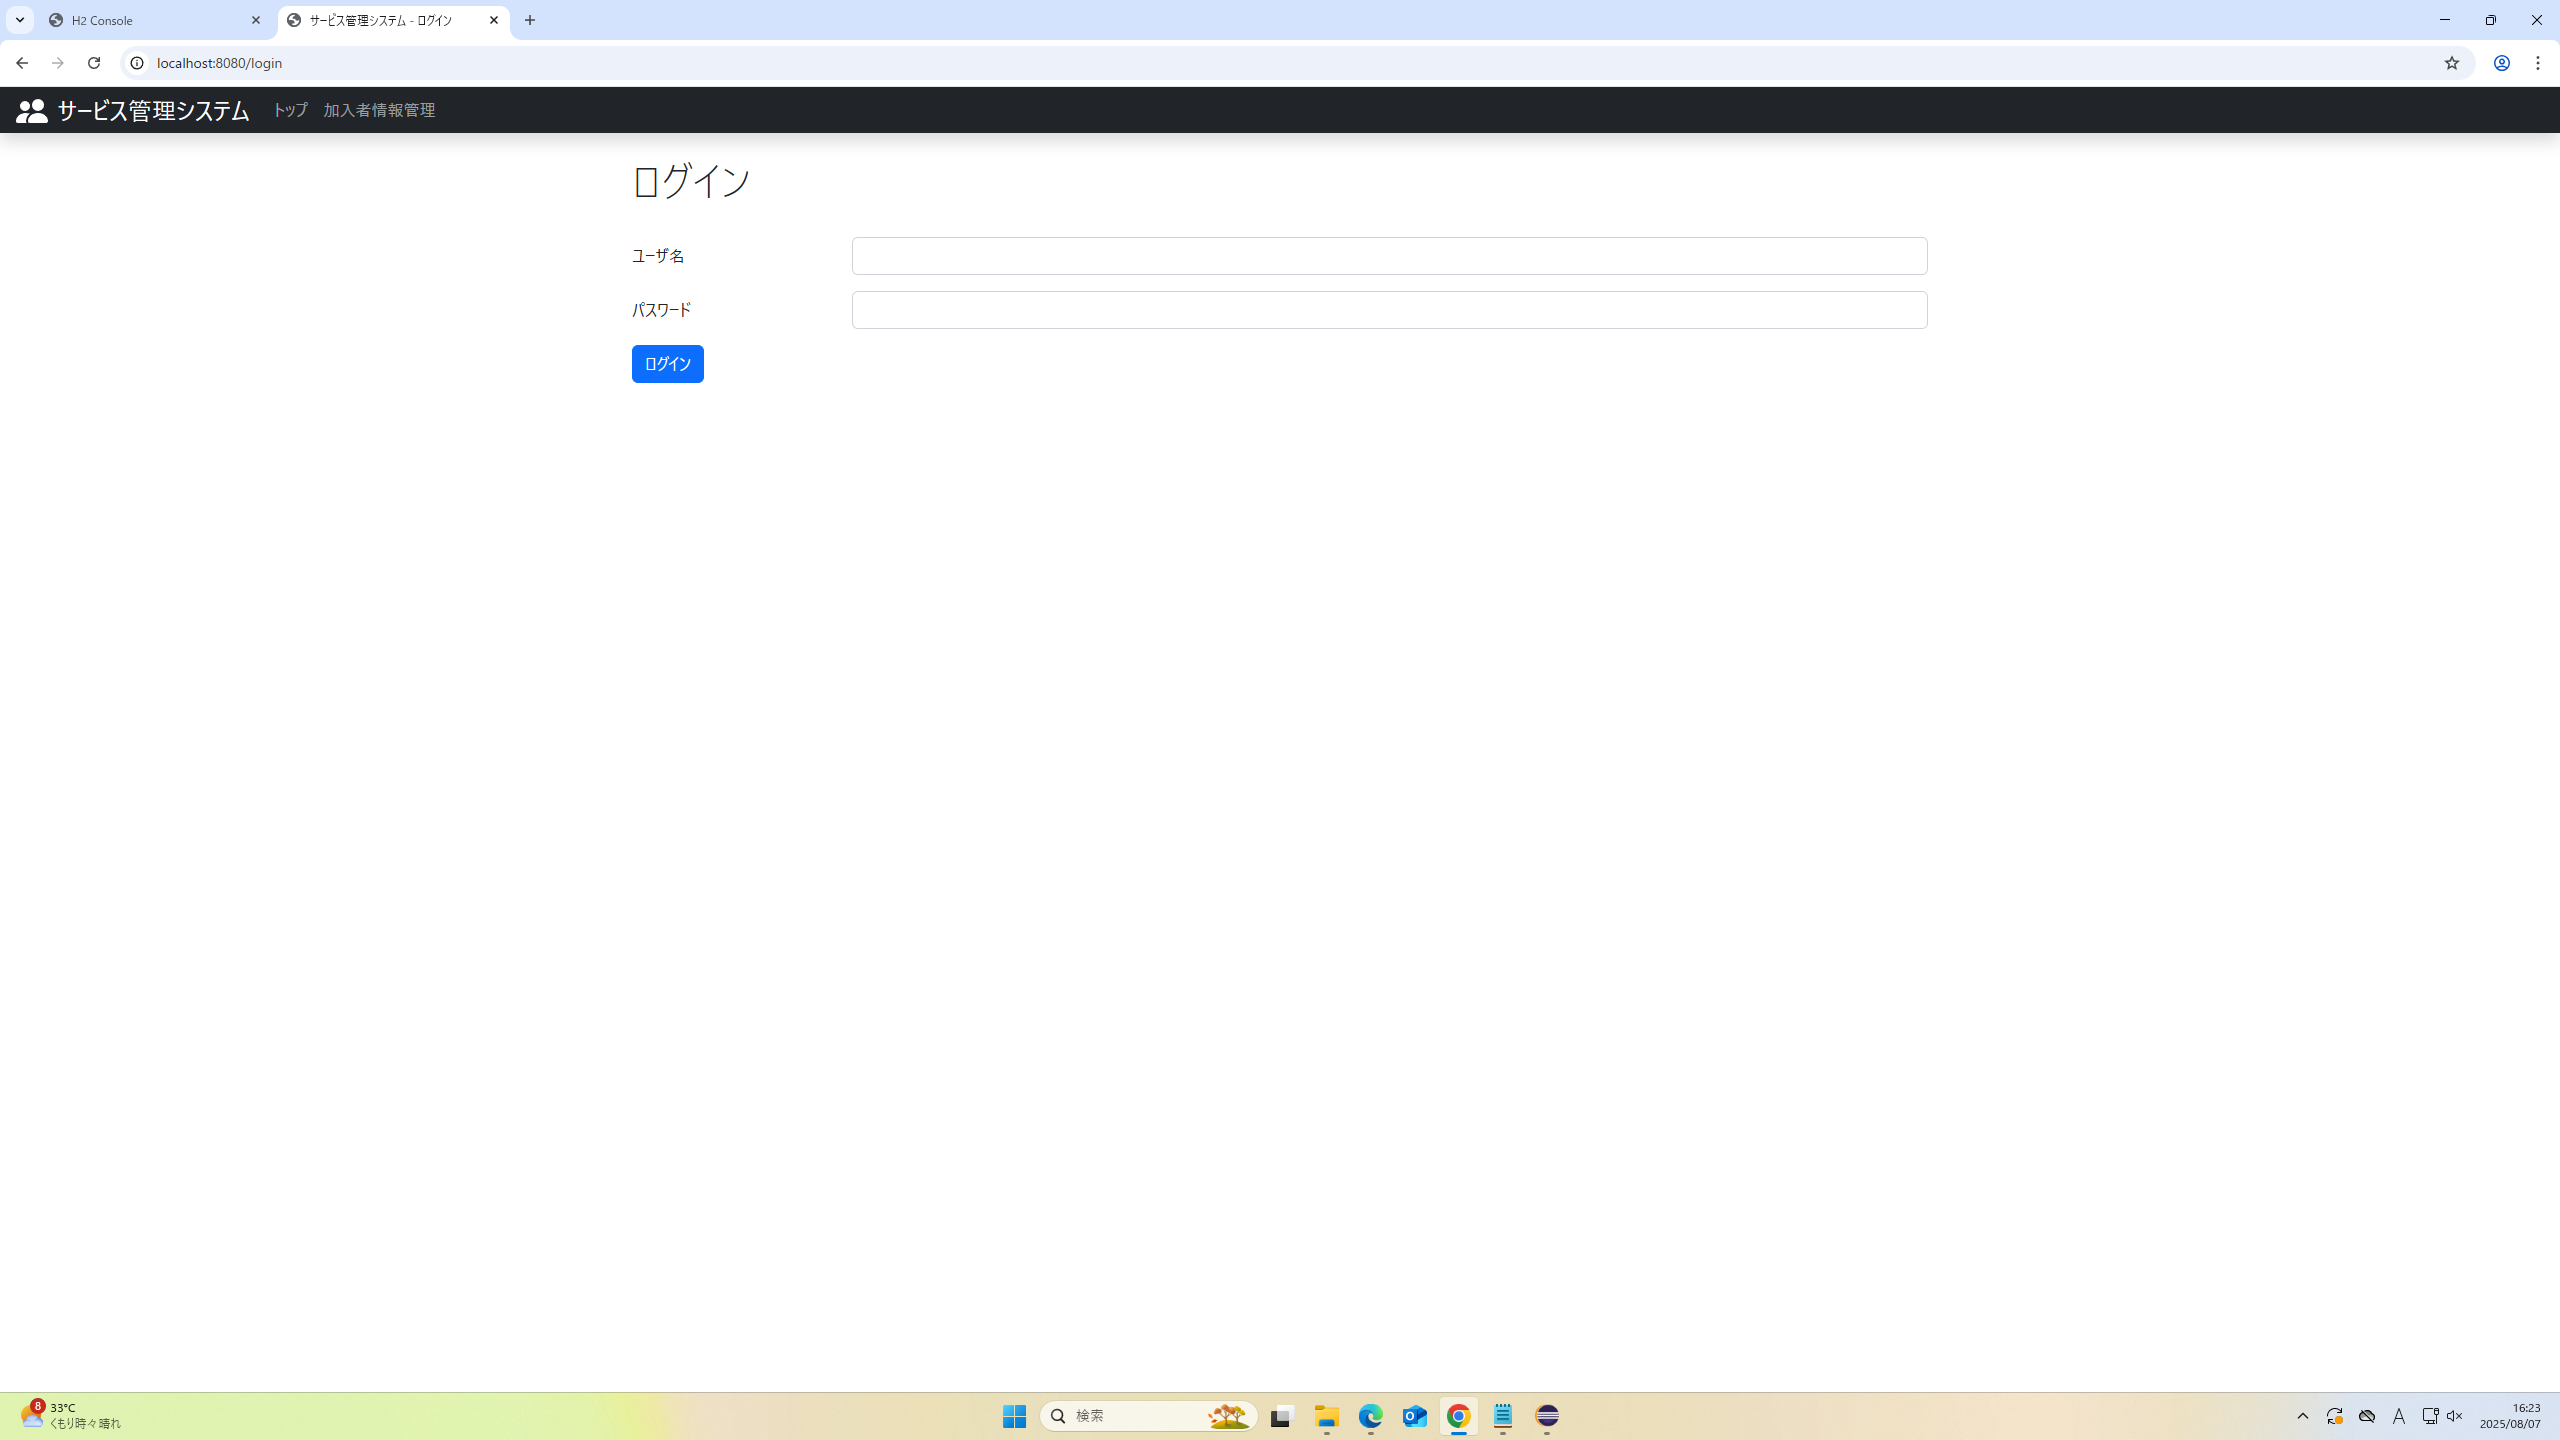 H2 Console
サービス管理システム - ログイン
localhost:8080/login
サービス管理システム トップ 加入者情報管理
ログイン
ユーザ名
パスワード
ログイン
8
33°C
くもり時々晴れ
検索
A
16:23
2025/08/07